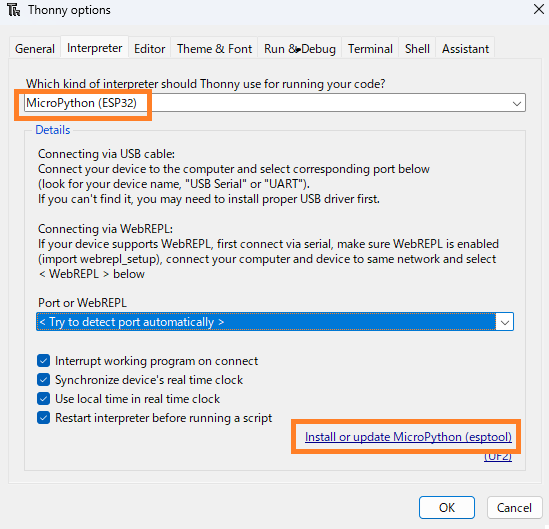 Thonny options
General Interpreter Editor Theme & Font Run & Debug Terminal Shell Assistant
Which kind of interpreter should Thonny use for running your code?
MicroPython (ESP32)
Details
Connecting via USB cable:
Connect your device to the computer and select corresponding port below
(look for your device name, "USB Serial" or "UART").
If you can't find it, you may need to install proper USB driver first.
Connecting via WebREPL:
If your device supports WebREPL, first connect via serial, make sure WebREPL is enabled
(import webrepl_setup), connect your computer and device to same network and select
< WebREPL > below
Port or WebREPL
< Try to detect port automatically >
Interrupt working program on connect
Synchronize device's real time clock
Use local time in real time clock
Restart interpreter before running a script
Install or update MicroPython (esptool)
(UF2)
OK Cancel